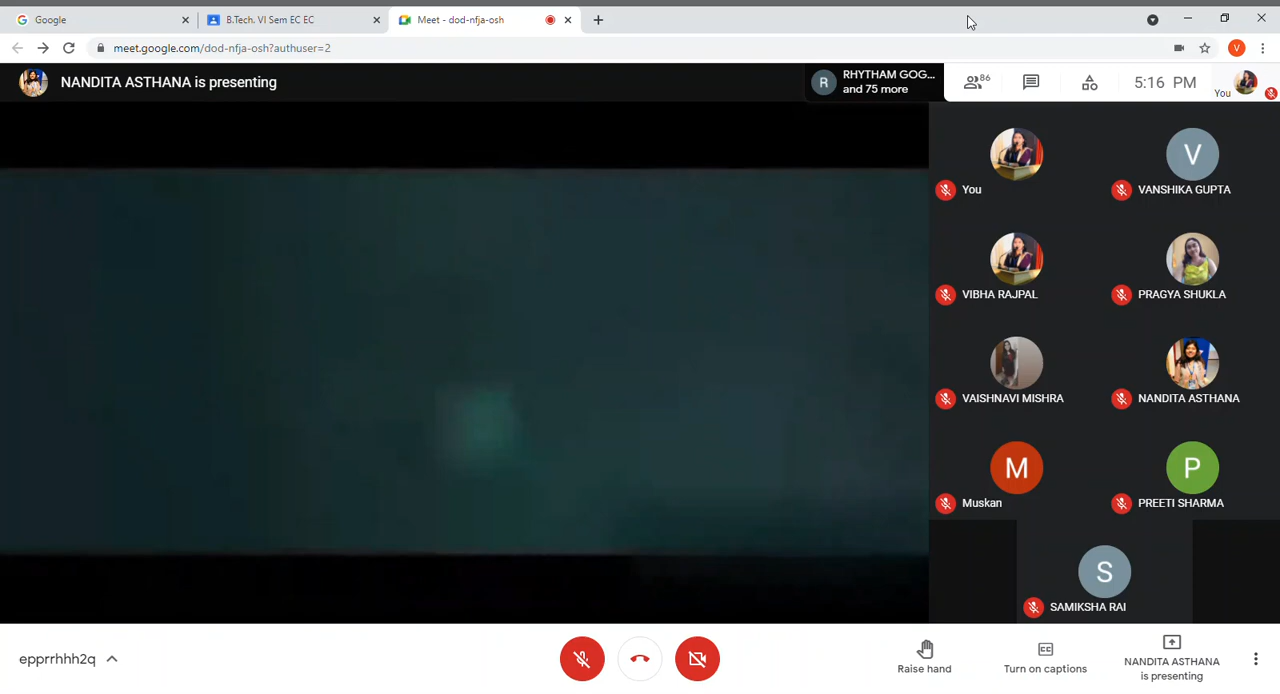 Google
B.Tech. VI Sem EC EC
Meet - dod-nfja-osh
meet.google.com/dod-nfja-osh?authuser=2
V
NANDITA ASTHANA is presenting
R
RHYTHAM GOG...
and 75 more
86
5:16 PM
You
You
V
VANSHIKA GUPTA
VIBHA RAJPAL
PRAGYA SHUKLA
VAISHNAVI MISHRA
NANDITA ASTHANA
M
Muskan
P
PREETI SHARMA
S
SAMIKSHA RAI
epprrhhh2q
Raise hand
CC
Turn on captions
NANDITA ASTHANA
is presenting